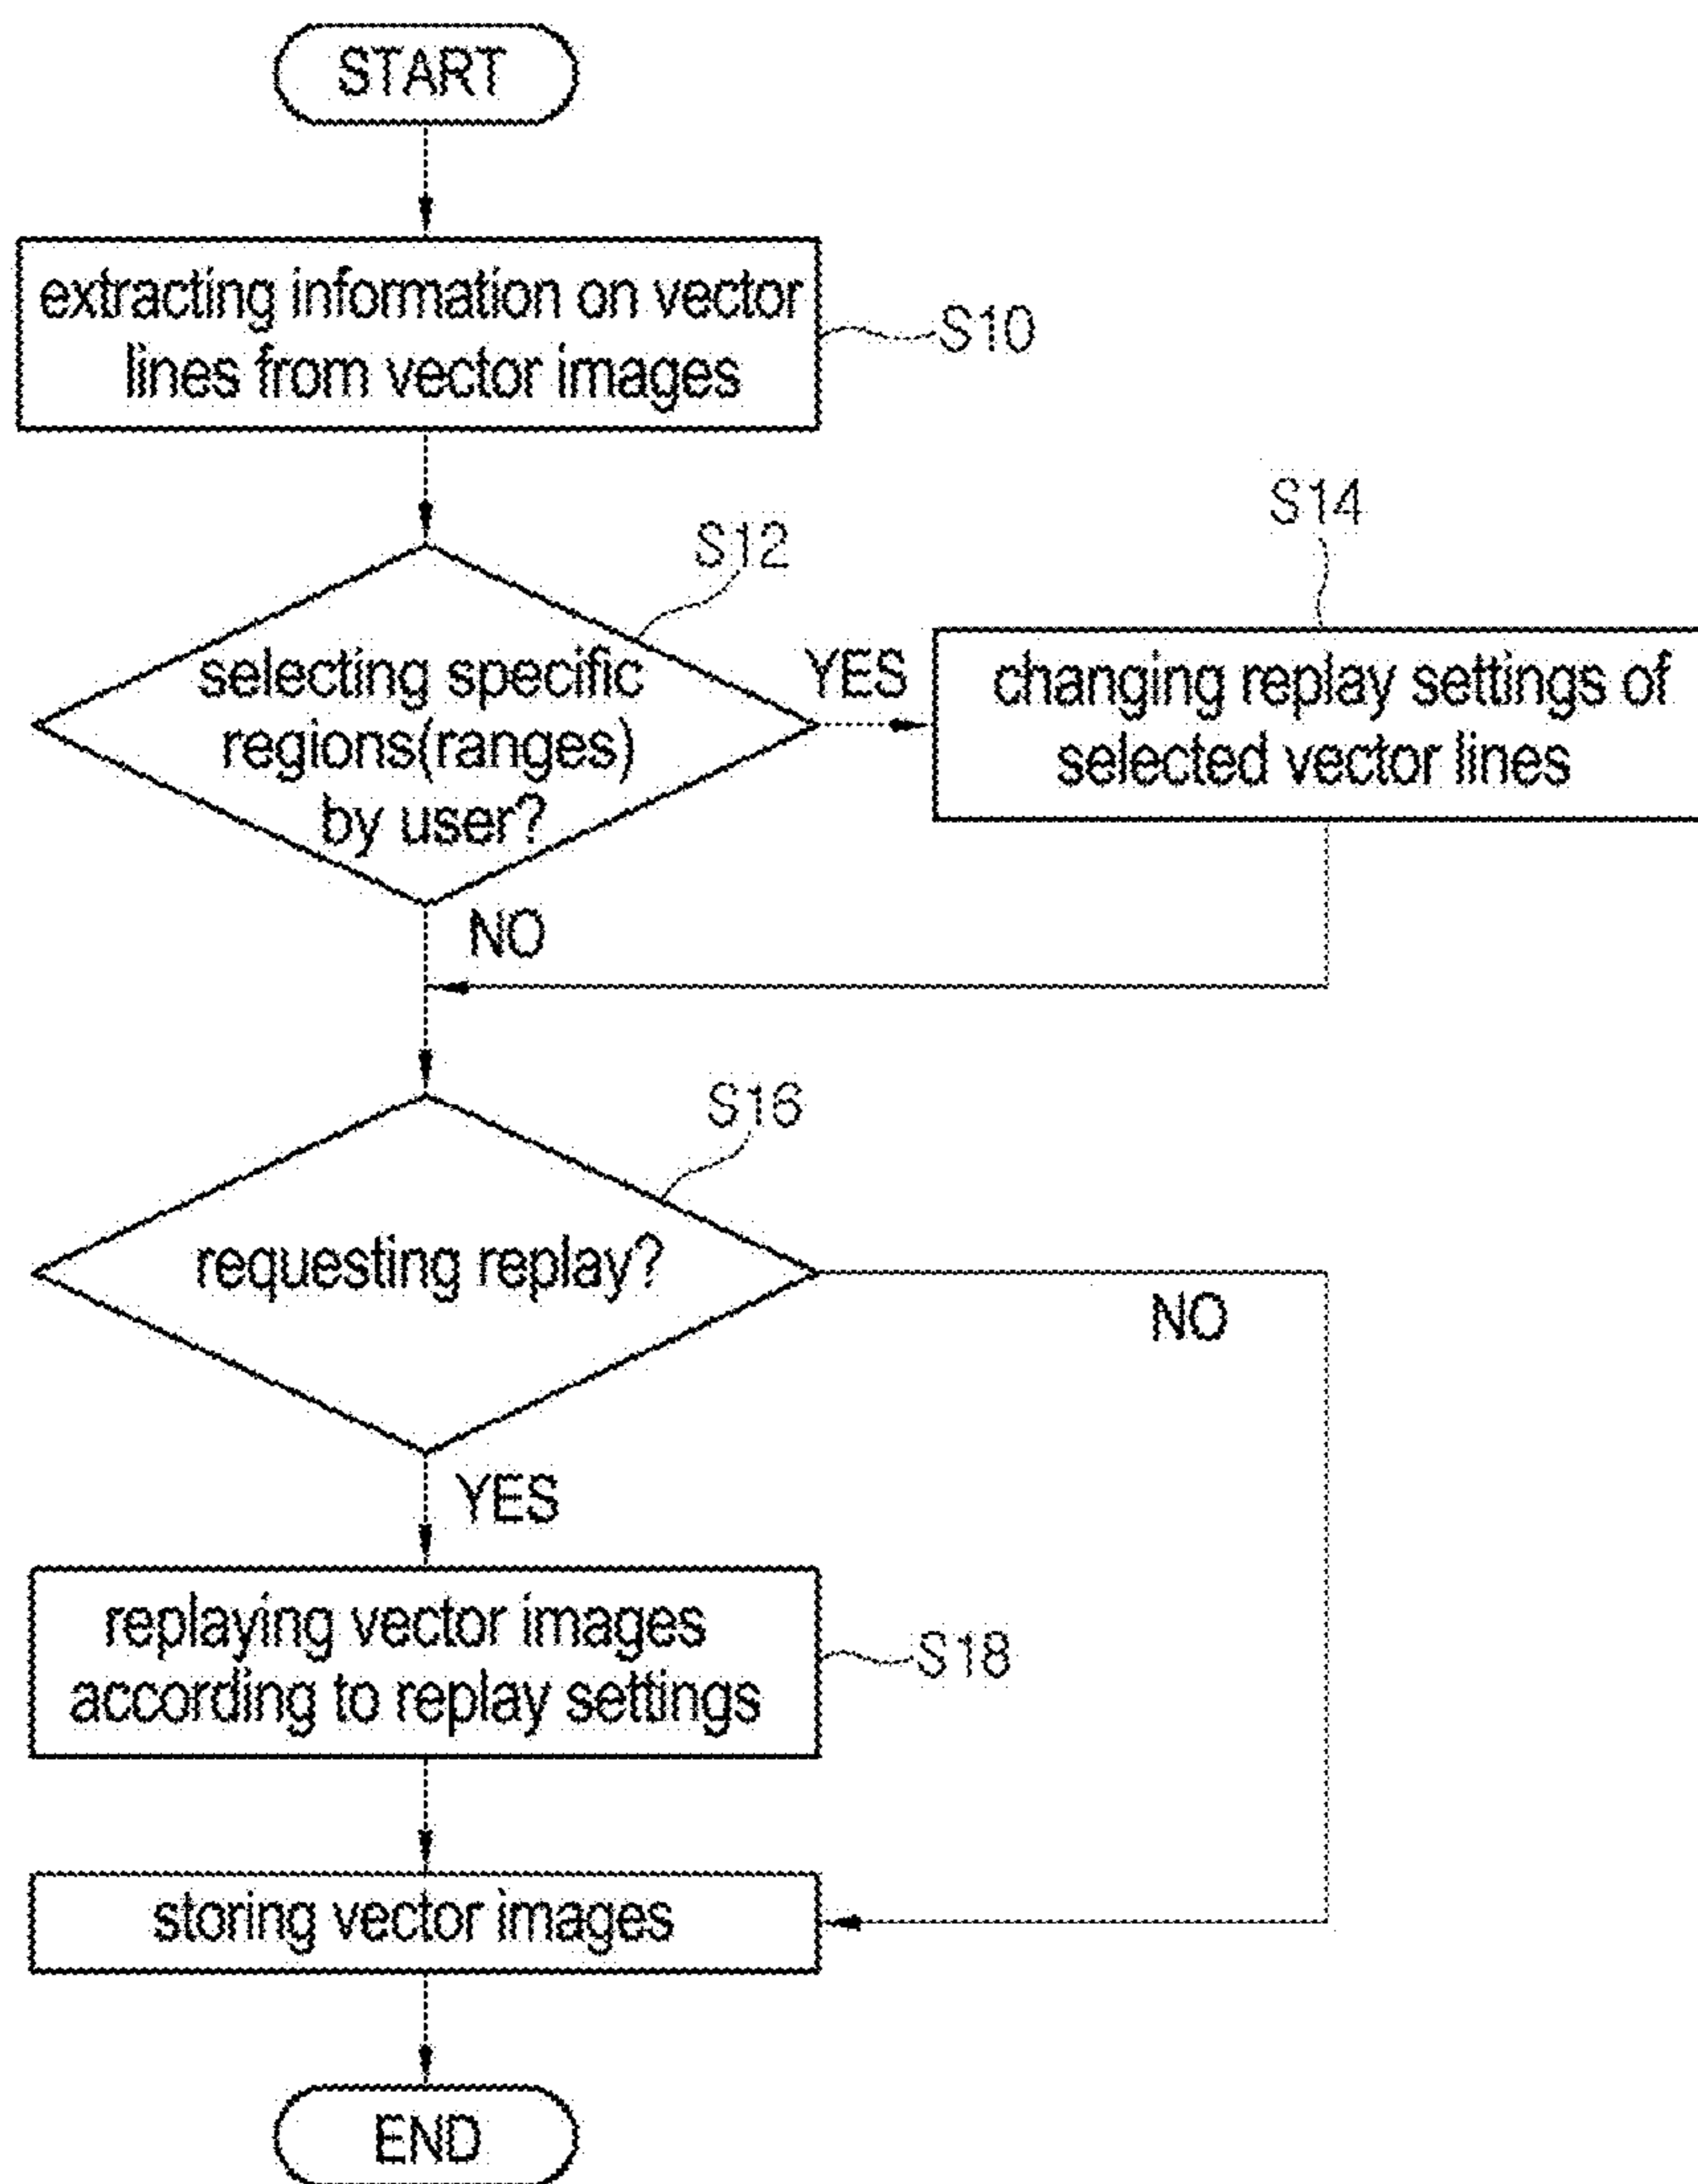 START
extracting information on vector
lines from vector images
S10
S12
S14
selecting specific
regions(ranges)
by user?
YES
changing replay settings of
selected vector lines
NO
S16
requesting replay?
NO
YES
replaying vector images
according to replay settings
S18
storing vector images
END